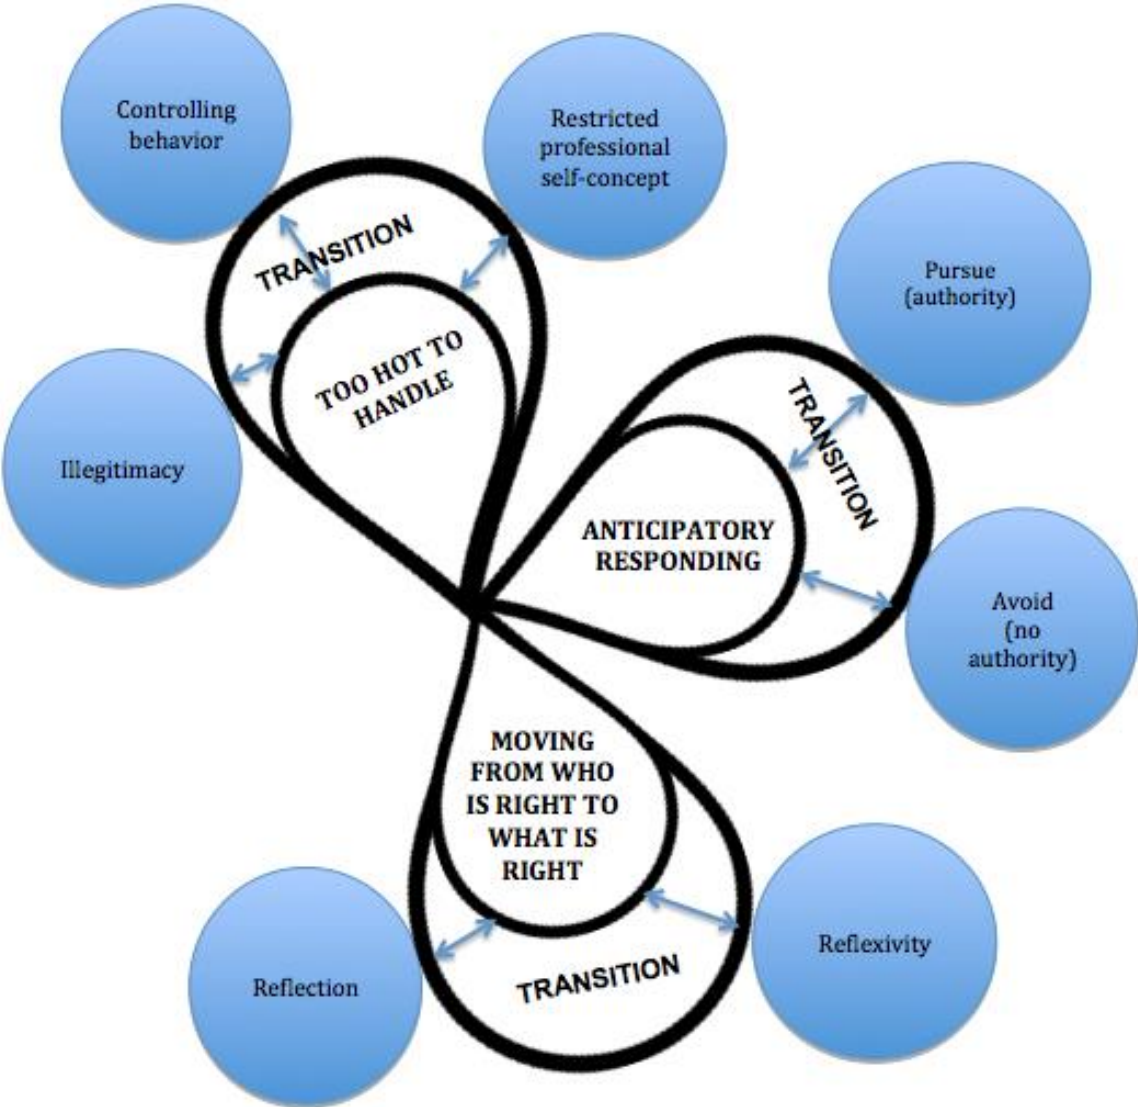 Controlling
behavior
Restricted
professional
self-concept
TRANSITION
TOO HOT TO
HANDLE
Illegitimacy
Pursue
(authority)
TRANSITION
ANTICIPATORY
RESPONDING
Avoid
(no
authority)
MOVING
FROM WHO
IS RIGHT TO
WHAT IS
RIGHT
TRANSITION
Reflection
Reflexivity